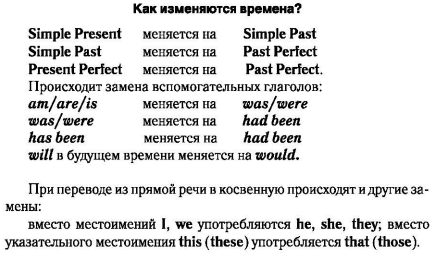 Как изменяются времена?
Simple Present меняется на Simple Past
Simple Past меняется на Past Perfect
Present Perfect меняется на Past Perfect.
Происходит замена вспомогательных глаголов:
am/are/is меняется на was/were
was/were меняется на had been
has been меняется на had been
will в будущем времени меняется на would.
При переводе из прямой речи в косвенную происходят и другие за-
мены:
вместо местоимений I, we употребляются he, she, they; вместо
указательного местоимения this (these) употребляется that (those).